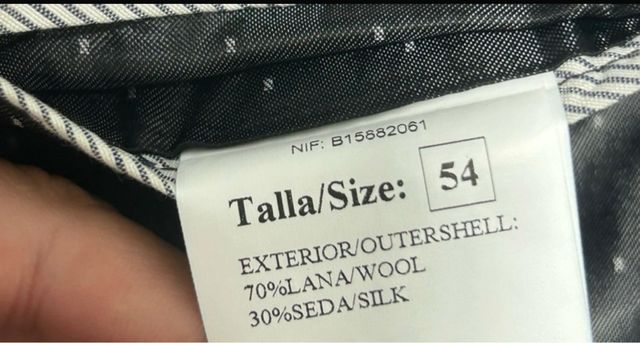 NIF: B15882061
Talla/Size: 54
EXTERIOR/OUTERSHELL:
70%LANA/WOOL
30%SEDA/SILK